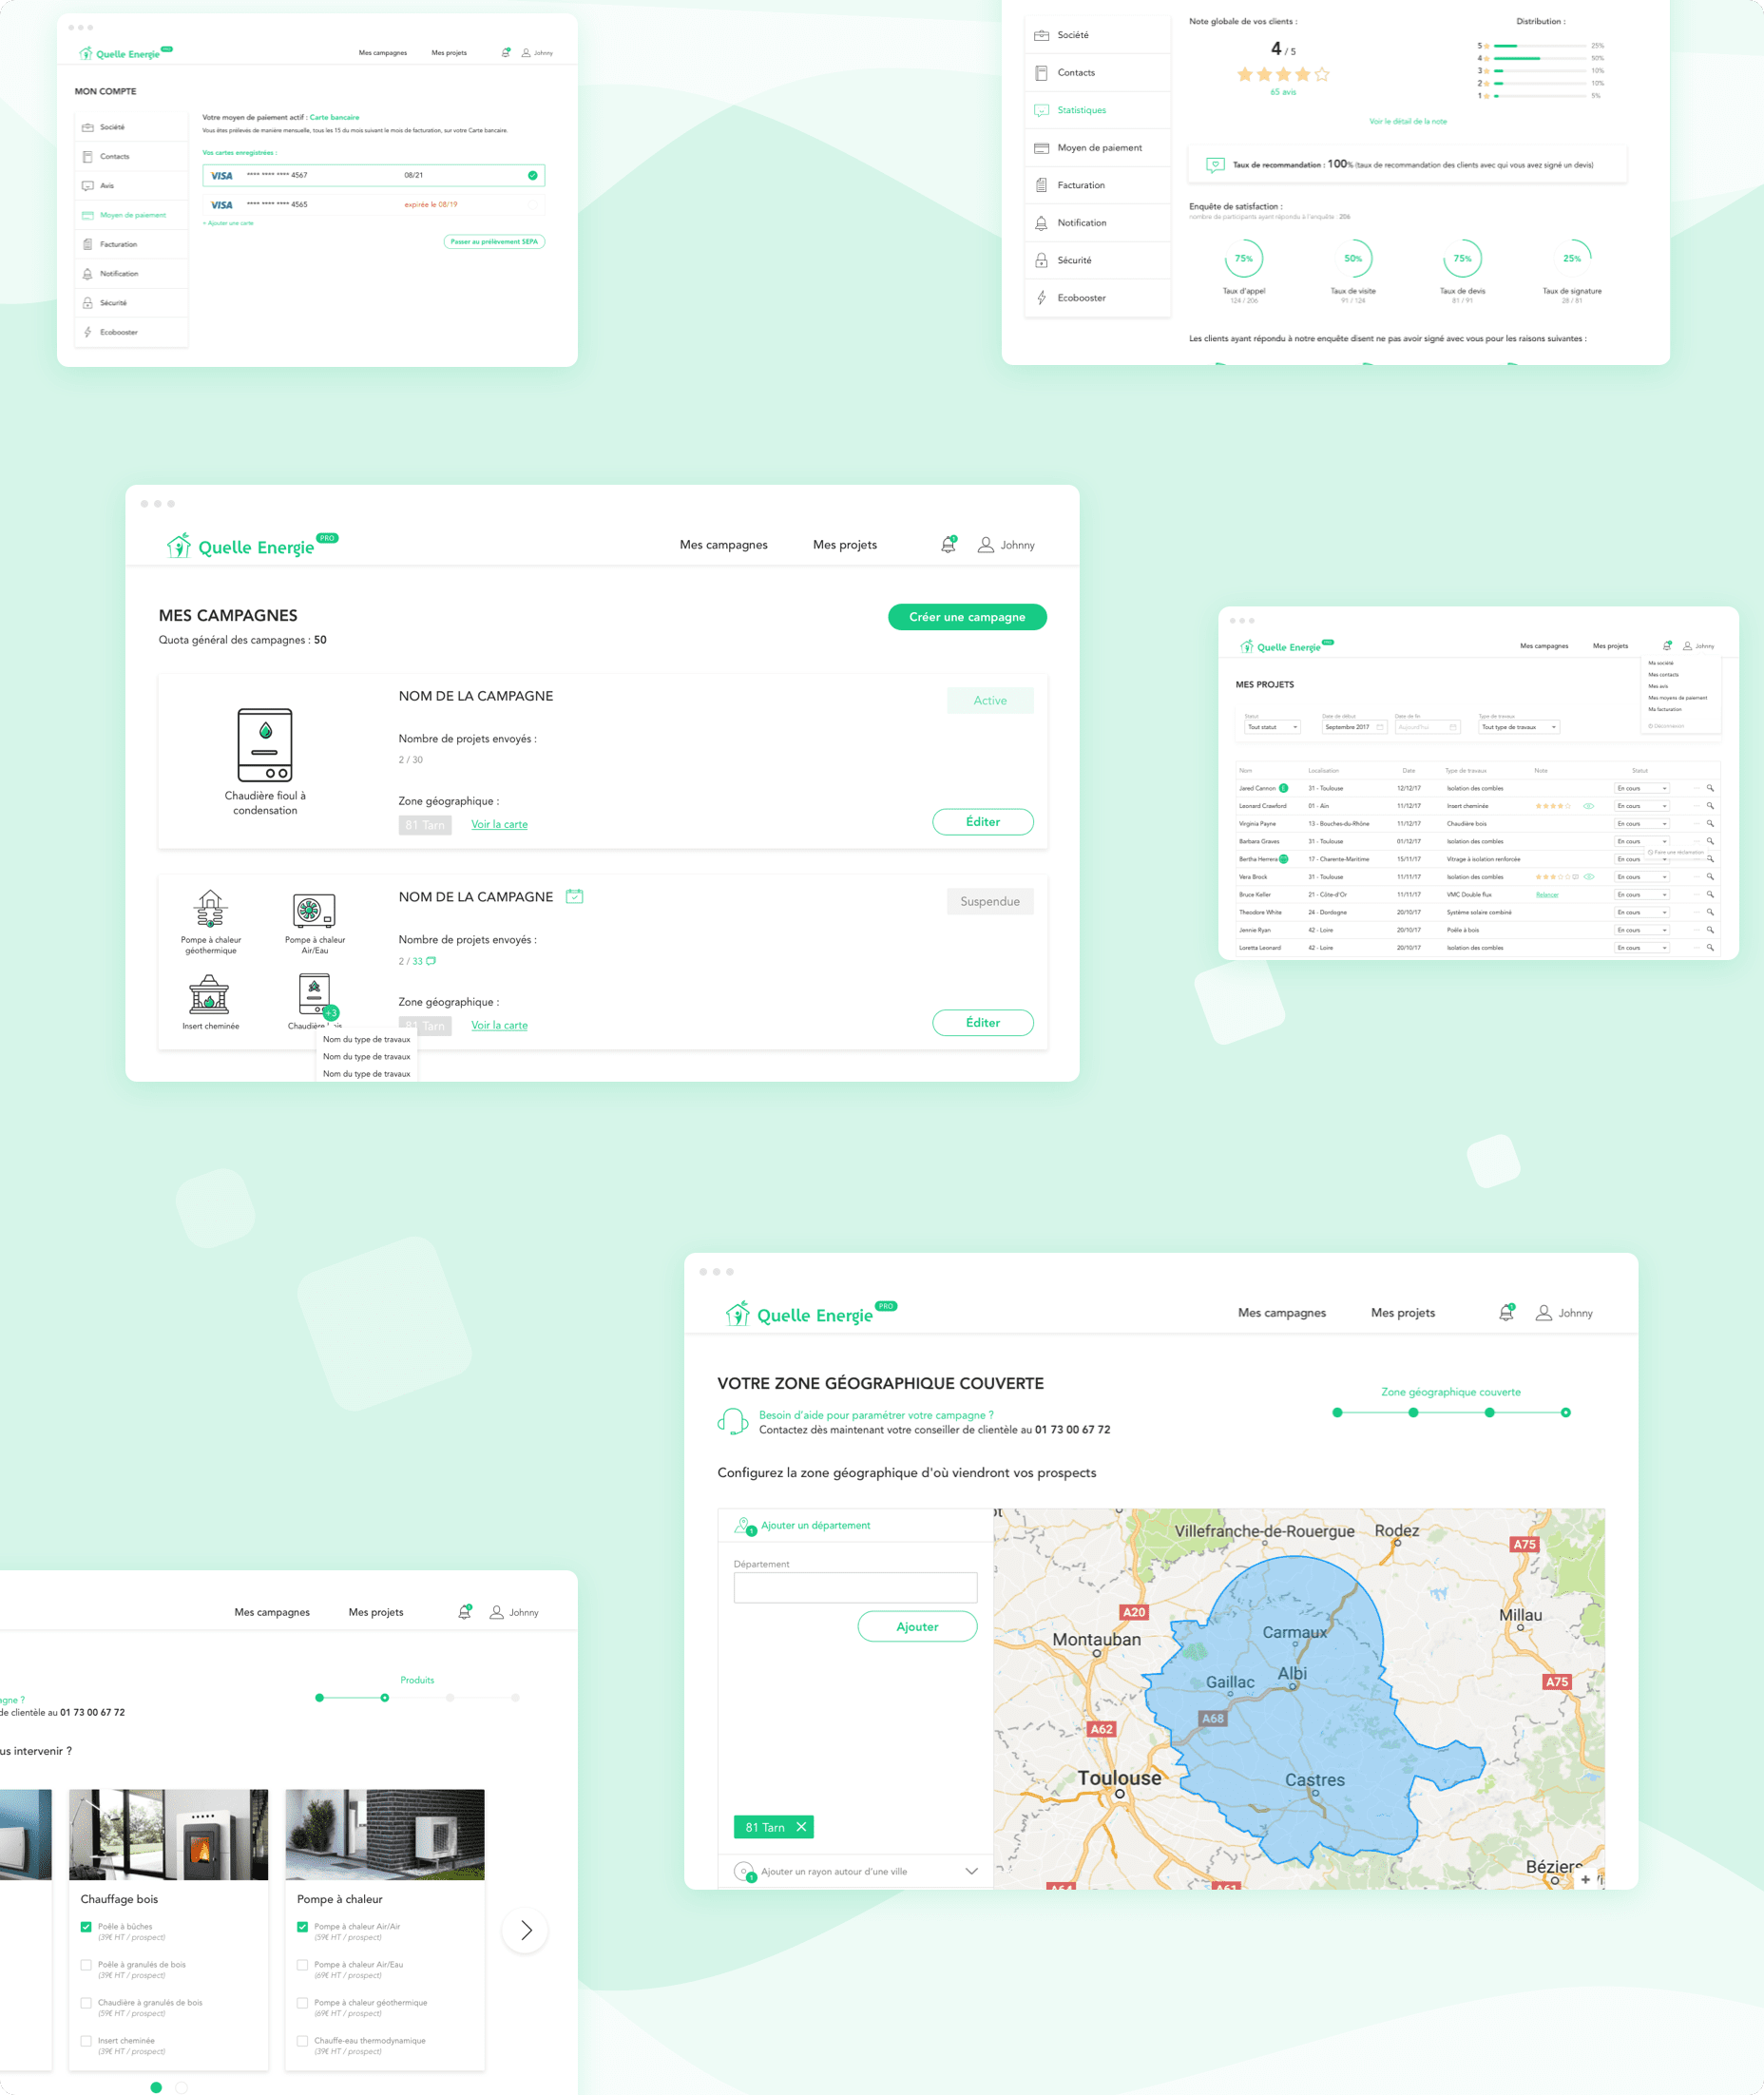 Quelle Energie PRO
Mes campagnes
Mes projets
Johnny
MON COMPTE
Société
Contacts
Avis
Moyen de paiement
Facturation
Notification
Sécurité
Ecobooster
Votre moyen de paiement actif : Carte bancaire
Vous êtes prélevés de manière mensuelle, tous les 15 du mois suivant le mois de facturation, sur votre Carte bancaire.
Vos cartes enregistrées :
VISA **** **** **** 4567 08/21
VISA **** **** **** 4565 expirée le 08/19
+ Ajouter une carte
Passer au prélèvement SEPA
Société
Contacts
Statistiques
Moyen de paiement
Facturation
Notification
Sécurité
Ecobooster
Note globale de vos clients :
4 / 5
65 avis
Distribution :
5 25%
4 50%
3 10%
2 10%
1 5%
Voir le détail de la note
Taux de recommandation : 100% (taux de recommandation des clients avec qui vous avez signé un devis)
Enquête de satisfaction :
nombre de participants ayant répondu à l'enquête : 206
75% 50% 75% 25%
Taux d'appel Taux de visite Taux de devis Taux de signature
124 / 206 91 / 124 81 / 91 28 / 81
Les clients ayant répondu à notre enquête disent ne pas avoir signé avec vous pour les raisons suivantes :
Quelle Energie PRO
Mes campagnes
Mes projets
1
Johnny
MES CAMPAGNES
Créer une campagne
Quota général des campagnes : 50
NOM DE LA CAMPAGNE
Active
Nombre de projets envoyés :
2 / 30
Chaudière fioul à
condensation
Zone géographique :
81 Tarn
Voir la carte
Éditer
NOM DE LA CAMPAGNE
Suspendue
Pompe à chaleur
géothermique
Pompe à chaleur
Air/Eau
Nombre de projets envoyés :
2 / 33
Insert cheminée
Chaudière
+3
Zone géographique :
81 Tarn
Voir la carte
Éditer
Nom du type de travaux
Nom du type de travaux
Nom du type de travaux
Quelle Energie PRO
Mes campagnes
Mes projets
Johnny
Ma société
Mes contacts
Mes avis
Mes moyens de paiement
Ma facturation
Déconnexion
MES PROJETS
Statut Date de début Date de fin Type de travaux
Tout statut Septembre 2017 Aujourd'hui Tout type de travaux
Nom Localisation Date Type de travaux Note Statut
Jared Cannon E 31 - Toulouse 12/12/17 Isolation des combles En cours
Leonard Crawford 01 - Ain 11/12/17 Insert cheminée En cours
Virginia Payne 13 - Bouches-du-Rhône 11/12/17 Chaudière bois En cours
Barbara Graves 31 - Toulouse 01/12/17 Isolation des combles En cours
Faire une réclamation
Bertha Herrera 17 - Charente-Maritime 15/11/17 Vitrage à isolation renforcée En cours
Vera Brock 31 - Toulouse 11/11/17 Isolation des combles En cours
Bruce Keller 21 - Côte-d'Or 11/11/17 VMC Double flux Relancer En cours
Theodore White 24 - Dordogne 20/10/17 Système solaire combiné En cours
Jennie Ryan 42 - Loire 20/10/17 Poêle à bois En cours
Loretta Leonard 42 - Loire 20/10/17 Isolation des combles En cours
Quelle Energie PRO
Mes campagnes
Mes projets
1
Johnny
VOTRE ZONE GÉOGRAPHIQUE COUVERTE
Zone géographique couverte
Besoin d'aide pour paramétrer votre campagne ?
Contactez dès maintenant votre conseiller de clientèle au 01 73 00 67 72
Configurez la zone géographique d'où viendront vos prospects
1
Ajouter un département
Département
Ajouter
81 Tarn
1
Ajouter un rayon autour d'une ville
ot
Villefranche-de-Rouergue
Rodez
A75
A20
Millau
Montauban
Carmaux
Albi
Gaillac
A75
A68
A62
Toulouse
Castres
Béziers
A64
A61
+
Mes campagnes
Mes projets
1
Johnny
Produits
agne ?
de clientèle au 01 73 00 67 72
us intervenir ?
Chauffage bois
Poêle à bûches
(39€ HT / prospect)
Poêle à granulés de bois
(39€ HT / prospect)
Chaudière à granulés de bois
(59€ HT / prospect)
Insert cheminée
(39€ HT / prospect)
Pompe à chaleur
Pompe à chaleur Air/Air
(59€ HT / prospect)
Pompe à chaleur Air/Eau
(69€ HT / prospect)
Pompe à chaleur géothermique
(69€ HT / prospect)
Chauffe-eau thermodynamique
(39€ HT / prospect)